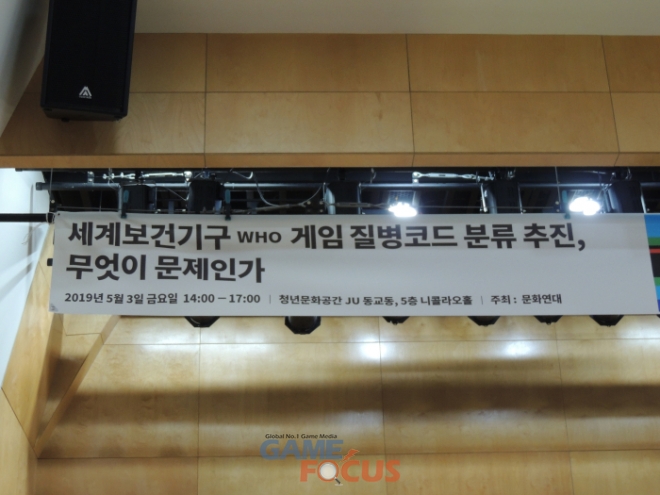 세계보건기구 WHO 게임 질병코드 분류 추진,
무엇이 문제인가
2019년 5월 3일 금요일 14:00 — 17:00 | 청년문화공간 JU 동교동, 5층 니콜라오홀 | 주최 : 문화연대
Global No.1 Game Media
GAME
FOCUS